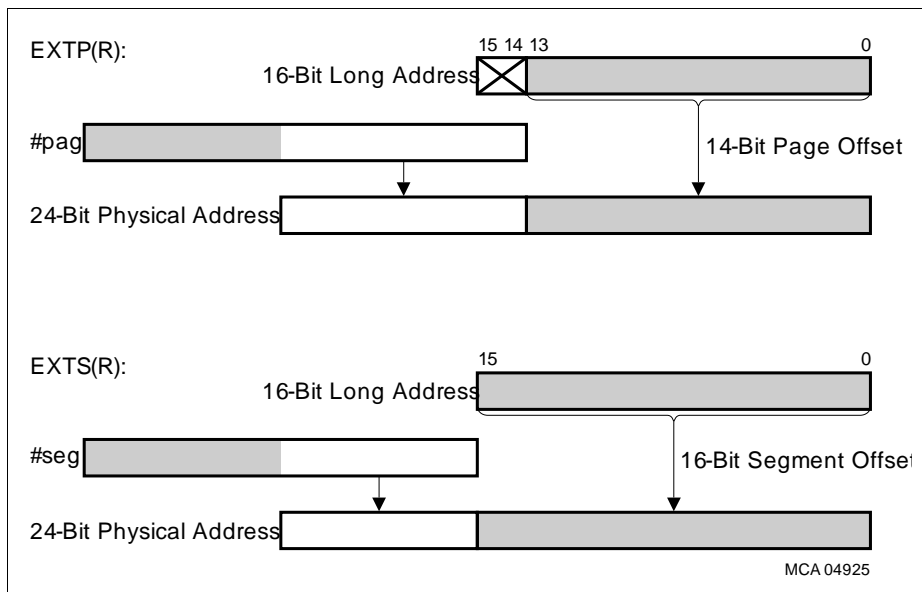 EXTP(R):
15 14 13 0
16-Bit Long Address
#pag
14-Bit Page Offset
24-Bit Physical Address
EXTS(R):
15 0
16-Bit Long Address
#seg
16-Bit Segment Offset
24-Bit Physical Address
MCA 04925